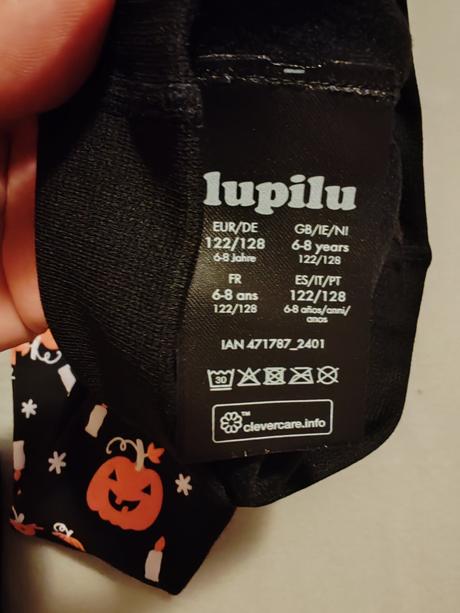 lupilu
EUR/DE GB/IE/NI
122/128 6-8 years
6-8 Jahre 122/128
FR ES/IT/PT
6-8 ans 122/128
122/128 6-8 años/anni/
anos
IAN 471787_2401
30
™
clevercare.info